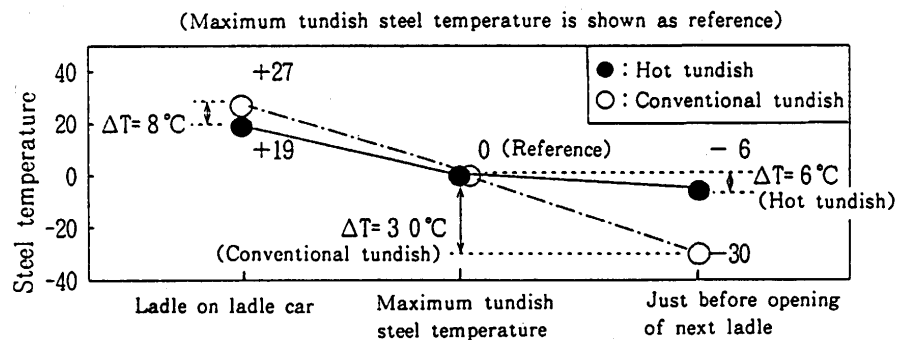 (Maximum tundish steel temperature is shown as reference)
Steel temperature
40
20
0
-20
-40
+27
ΔT=8℃
+19
0 (Reference)
-6
ΔT=6℃
(Hot tundish)
ΔT=30℃
(Conventional tundish)
-30
●: Hot tundish
○: Conventional tundish
Ladle on ladle car
Maximum tundish
steel temperature
Just before opening
of next ladle